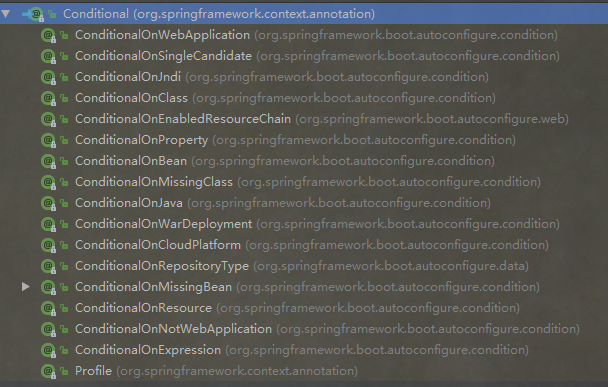 Conditional (org.springframework.context.annotation)
ConditionalOnWebApplication (org.springframework.boot.autoconfigure.condition)
ConditionalOnSingleCandidate (org.springframework.boot.autoconfigure.condition)
ConditionalOnJndi (org.springframework.boot.autoconfigure.condition)
ConditionalOnClass (org.springframework.boot.autoconfigure.condition)
ConditionalOnEnabledResourceChain (org.springframework.boot.autoconfigure.web)
ConditionalOnProperty (org.springframework.boot.autoconfigure.condition)
ConditionalOnBean (org.springframework.boot.autoconfigure.condition)
ConditionalOnMissingClass (org.springframework.boot.autoconfigure.condition)
ConditionalOnJava (org.springframework.boot.autoconfigure.condition)
ConditionalOnWarDeployment (org.springframework.boot.autoconfigure.condition)
ConditionalOnCloudPlatform (org.springframework.boot.autoconfigure.condition)
ConditionalOnRepositoryType (org.springframework.boot.autoconfigure.data)
ConditionalOnMissingBean (org.springframework.boot.autoconfigure.condition)
ConditionalOnResource (org.springframework.boot.autoconfigure.condition)
ConditionalOnNotWebApplication (org.springframework.boot.autoconfigure.condition)
ConditionalOnExpression (org.springframework.boot.autoconfigure.condition)
Profile (org.springframework.context.annotation)